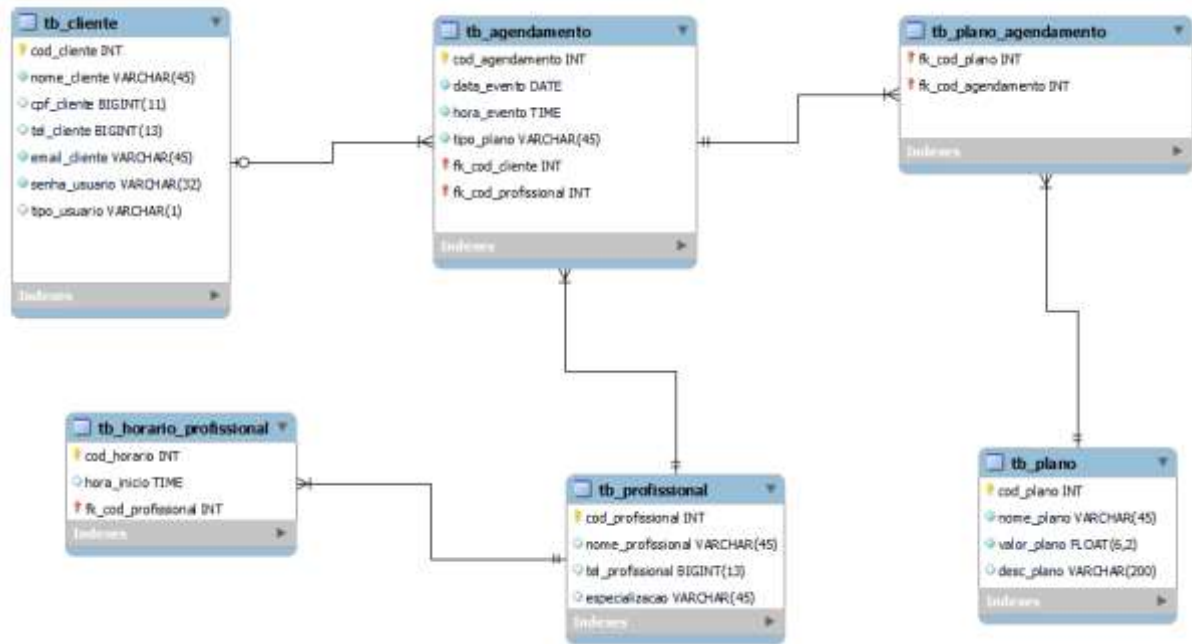 tb_cliente
cod_cliente INT
nome_cliente VARCHAR(45)
cpf_cliente BIGINT(11)
tel_cliente BIGINT(13)
email_cliente VARCHAR(45)
senha_usuario VARCHAR(32)
tipo_usuario VARCHAR(1)
Indexes
tb_agendamento
cod_agendamento INT
data_evento DATE
hora_evento TIME
tipo_plano VARCHAR(45)
fk_cod_cliente INT
fk_cod_profissional INT
Indexes
tb_plano_agendamento
fk_cod_plano INT
fk_cod_agendamento INT
Indexes
tb_horario_profissional
cod_horario INT
hora_inicio TIME
fk_cod_profissional INT
Indexes
tb_profissional
cod_profissional INT
nome_profissional VARCHAR(45)
tel_profissional BIGINT(13)
especializacao VARCHAR(45)
Indexes
tb_plano
cod_plano INT
nome_plano VARCHAR(45)
valor_plano FLOAT(6,2)
desc_plano VARCHAR(200)
Indexes